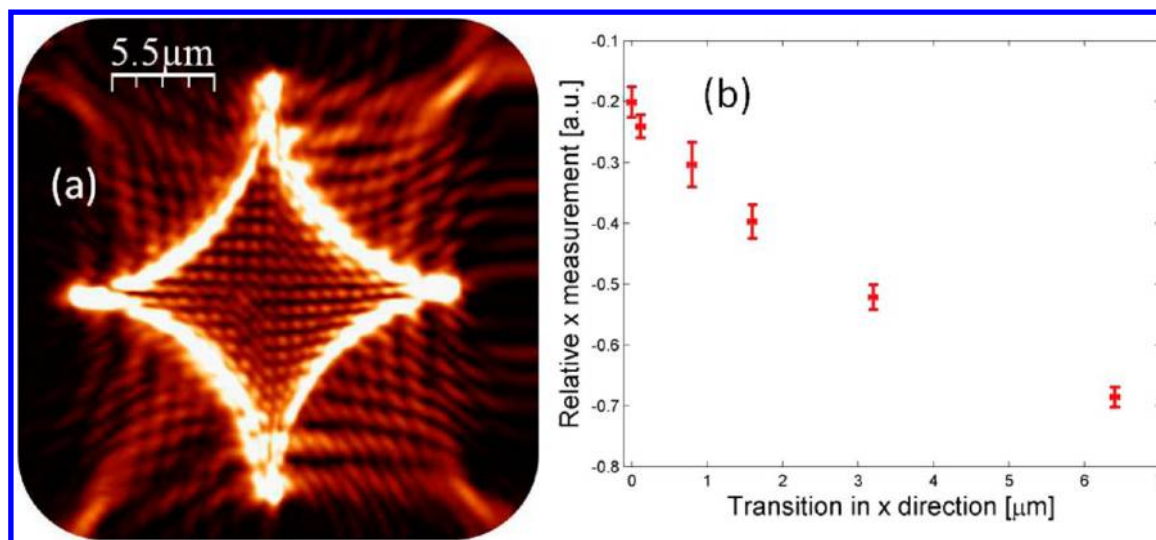 5.5µm
(a)
(b)
Relative x measurement [a.u.]
-0.1
-0.2
-0.3
-0.4
-0.5
-0.6
-0.7
-0.8
0 1 2 3 4 5 6
Transition in x direction [µm]